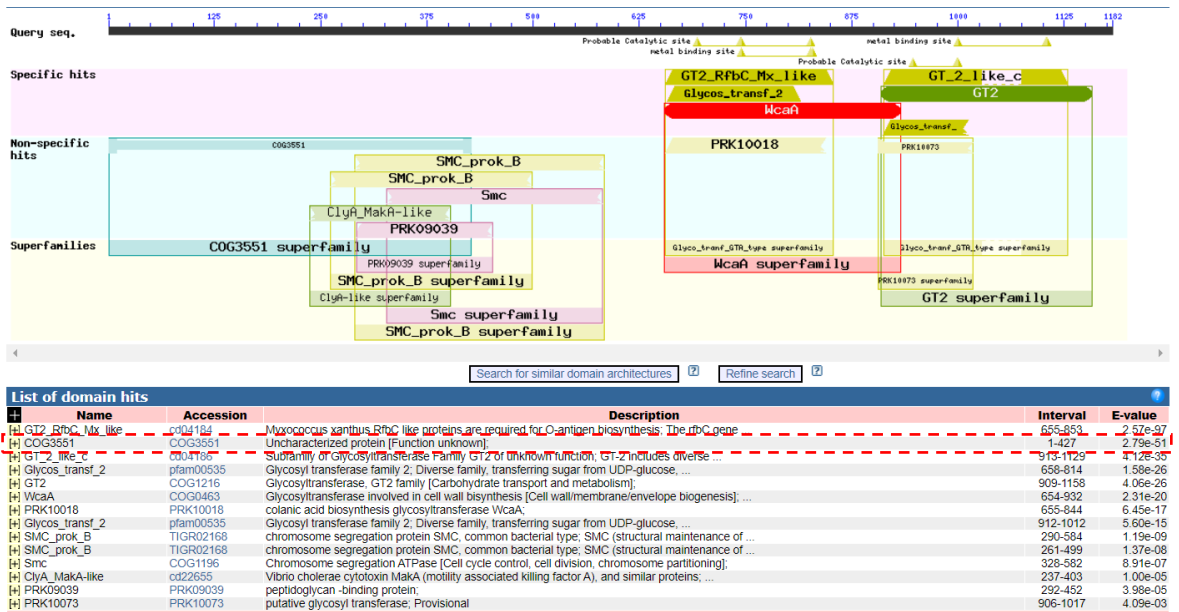 1 125 250 375 500 625 750 875 1000 1125 1182
Query seq.
Probable Catalytic site
metal binding site
metal binding site
Probable Catalytic site
Specific hits
GT2_RfbC_Mx_like
GT_2_like_c
Glycos_transf_2
GT2
WcaA
Glycos_transf_
Non-specific
hits
COG3551
PRK10018
PRK10073
SMC_prok_B
SMC_prok_B
Smc
ClyA_MakA-like
PRK09039
Superfamilies
COG3551 superfamily
Glyco_tranf_GTA_type superfamily
Glyco_tranf_GTA_type superfamily
PRK09039 superfamily
WcaA superfamily
SMC_prok_B superfamily
PRK10073 superfamily
ClyA-like superfamily
GT2 superfamily
Smc superfamily
SMC_prok_B superfamily
Search for similar domain architectures ? Refine search ?
List of domain hits ?
+ Name Accession Description Interval E-value
[+] GT2_RfbC_Mx_like cd04184 Myxococcus xanthus RfbC like proteins are required for O-antigen biosynthesis; The rfbC gene 655-853 2.57e-97
[+] COG3551 COG3551 Uncharacterized protein [Function unknown]; 1-427 2.79e-51
[+] GT_2_like_c cd04186 Subfamily of Glycosyltransferase Family GT2 of unknown function; GT-2 includes diverse ... 913-1129 4.12e-35
[+] Glycos_transf_2 pfam00535 Glycosyl transferase family 2; Diverse family, transferring sugar from UDP-glucose, ... 658-814 1.58e-26
[+] GT2 COG1216 Glycosyltransferase, GT2 family [Carbohydrate transport and metabolism]; 909-1158 4.06e-26
[+] WcaA COG0463 Glycosyltransferase involved in cell wall bisynthesis [Cell wall/membrane/envelope biogenesis]; ... 654-932 2.31e-20
[+] PRK10018 PRK10018 colanic acid biosynthesis glycosyltransferase WcaA; 655-844 6.45e-17
[+] Glycos_transf_2 pfam00535 Glycosyl transferase family 2; Diverse family, transferring sugar from UDP-glucose, ... 912-1012 5.60e-15
[+] SMC_prok_B TIGR02168 chromosome segregation protein SMC, common bacterial type; SMC (structural maintenance of ... 290-584 1.19e-09
[+] SMC_prok_B TIGR02168 chromosome segregation protein SMC, common bacterial type; SMC (structural maintenance of ... 261-499 1.37e-08
[+] Smc COG1196 Chromosome segregation ATPase [Cell cycle control, cell division, chromosome partitioning]; 328-582 8.91e-07
[+] ClyA_MakA-like cd22655 Vibrio cholerae cytotoxin MakA (motility associated killing factor A), and similar proteins; ... 237-403 1.00e-05
[+] PRK09039 PRK09039 peptidoglycan -binding protein; 292-452 3.98e-05
[+] PRK10073 PRK10073 putative glycosyl transferase; Provisional 906-1017 4.09e-03